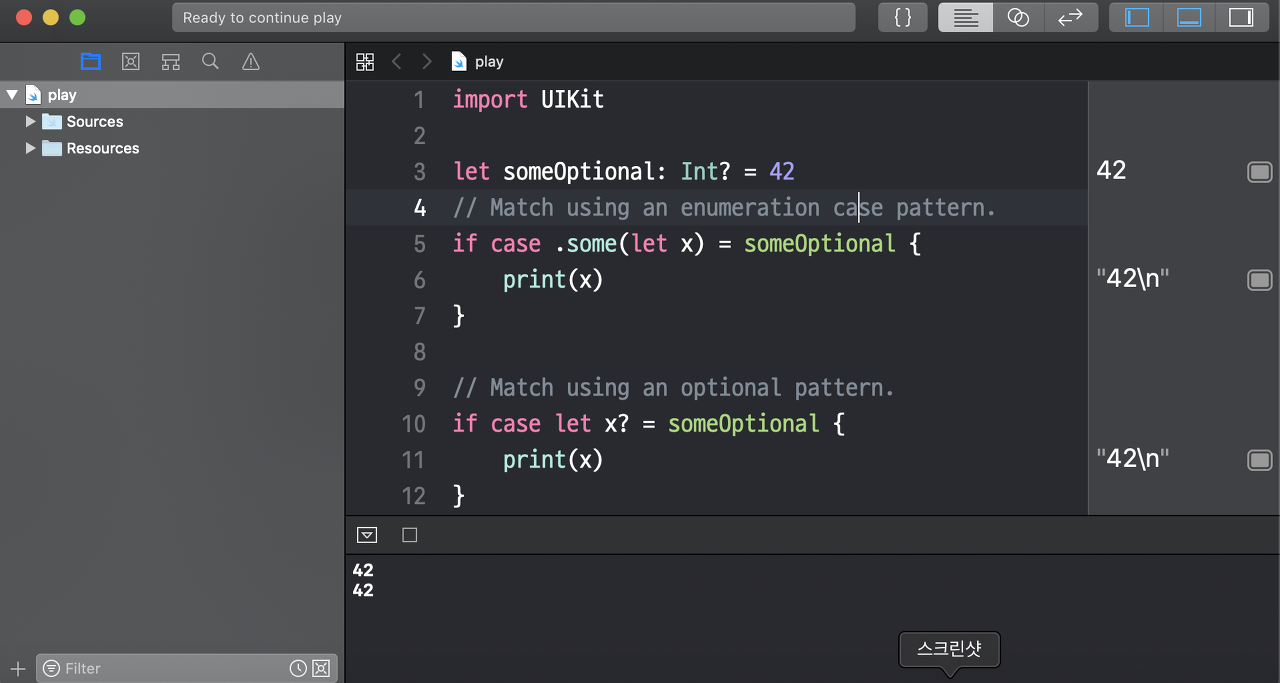 Ready to continue play
{ }
play
play
Sources
Resources
1 import UIKit
2
3 let someOptional: Int? = 42
42
4 // Match using an enumeration case pattern.
5 if case .some(let x) = someOptional {
6 print(x)
"42\n"
7 }
8
9 // Match using an optional pattern.
10 if case let x? = someOptional {
11 print(x)
"42\n"
12 }
42
42
스크린샷
Filter